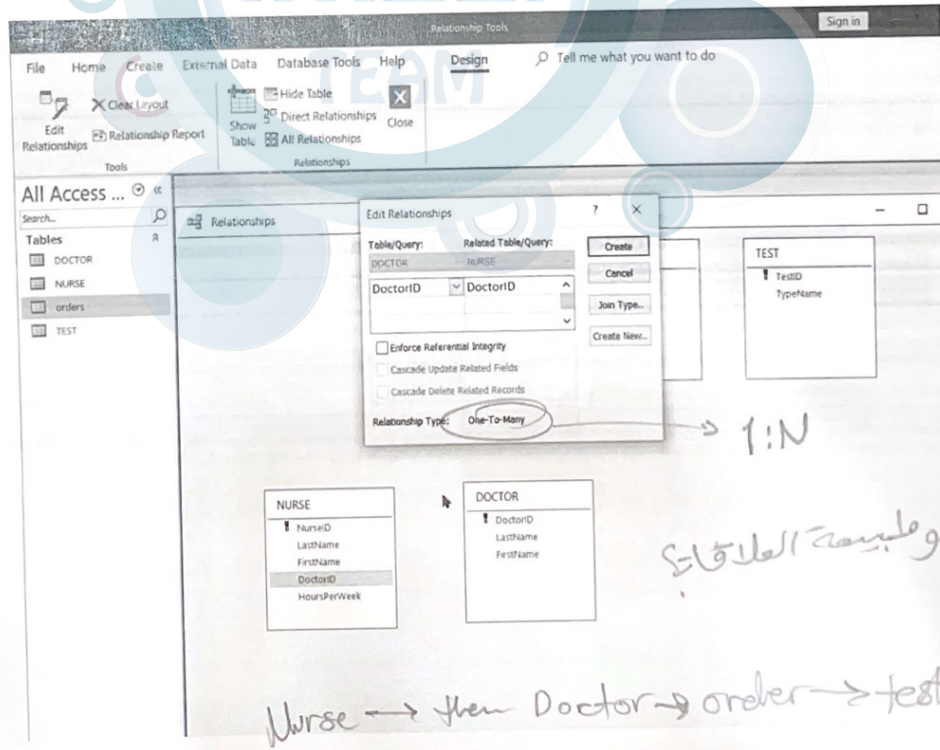 Relationship Tools
Sign in
File Home Create External Data Database Tools Help Design Tell me what you want to do
Edit Relationships
Clear Layout
Relationship Report
Tools
Show Table
Hide Table
Direct Relationships
All Relationships
Close
Relationships
TEAM
All Access ...
Search...
Tables
DOCTOR
NURSE
orders
TEST
Relationships
Edit Relationships ? X
Table/Query: Related Table/Query:
DOCTOR NURSE
DoctorID DoctorID
Enforce Referential Integrity
Cascade Update Related Fields
Cascade Delete Related Records
Relationship Type: One-To-Many
Create
Cancel
Join Type..
Create New..
TEST
TestID
TypeName
1:N
NURSE
NurseID
LastName
FirstName
DoctorID
HoursPerWeek
DOCTOR
DoctorID
LastName
FirstName
وطبيعة العلاقات
Nurse → then Doctor → order → test